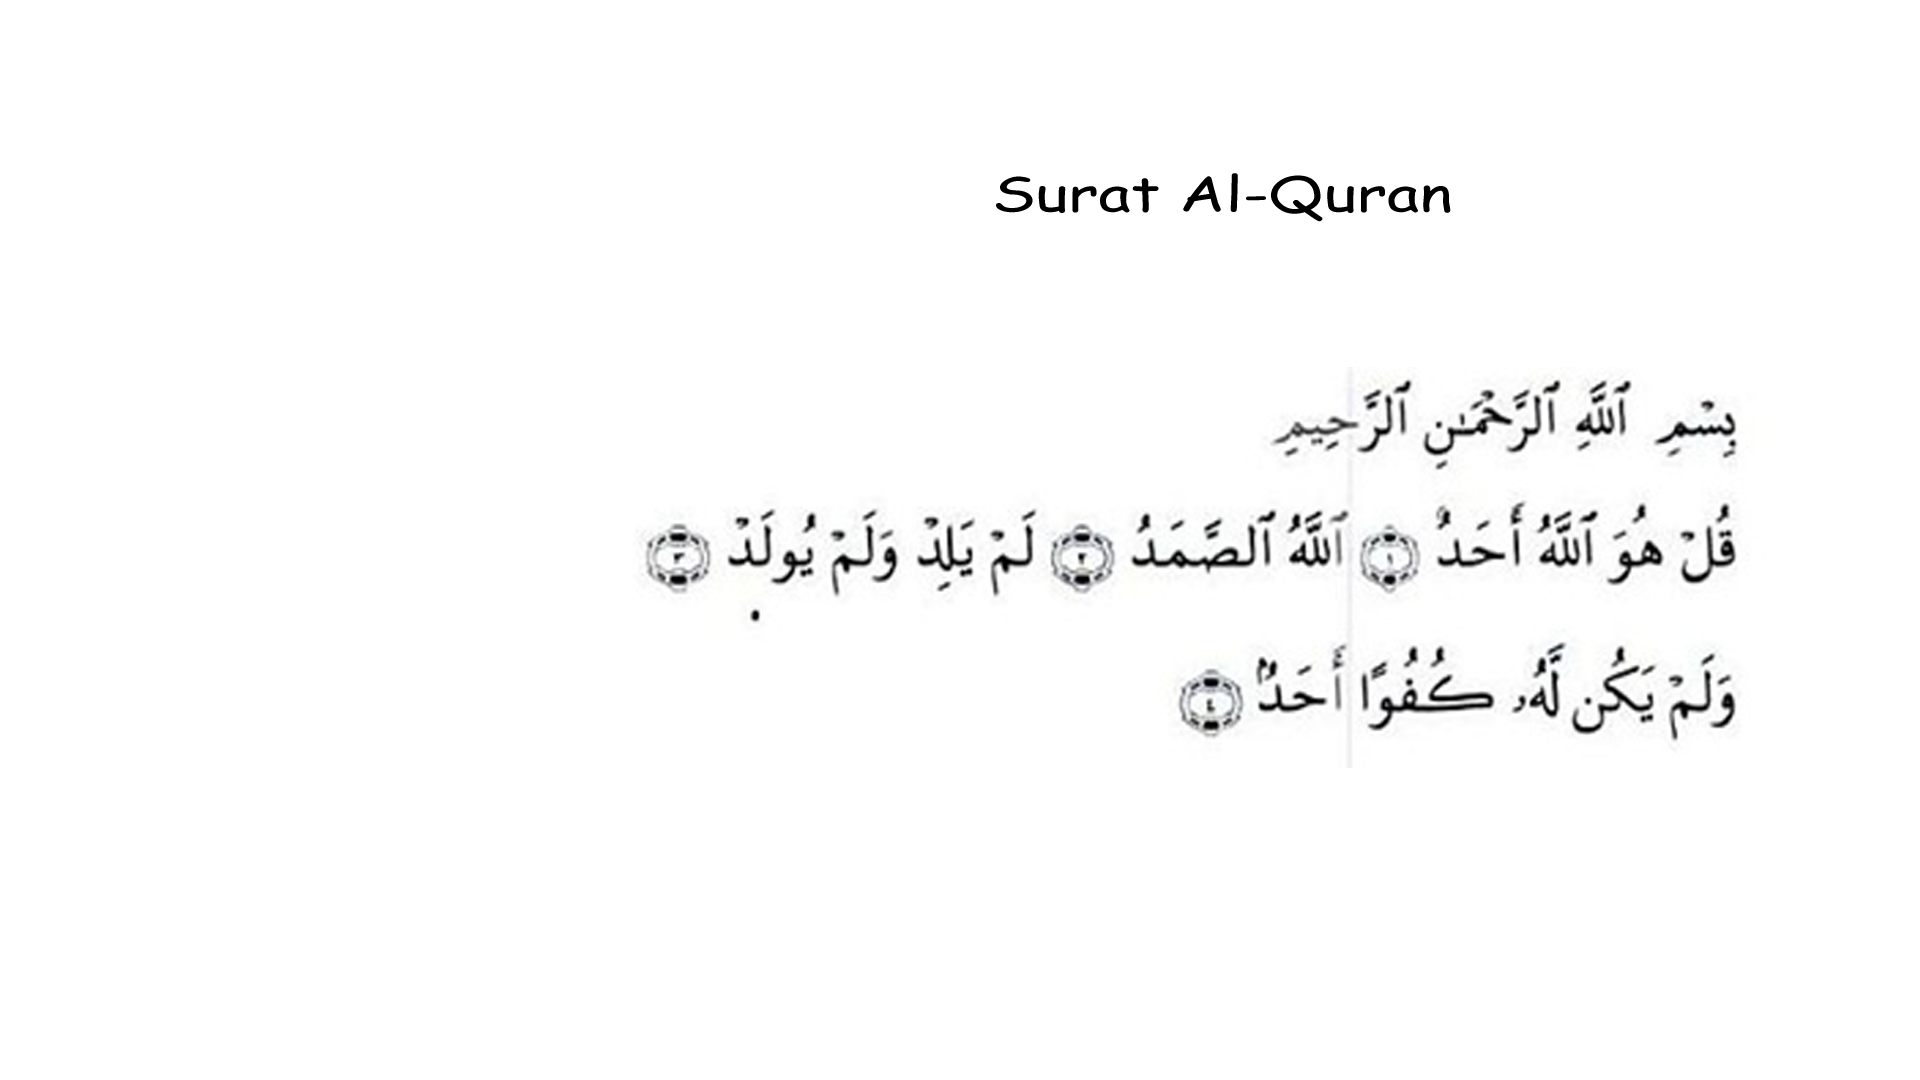 Surat Al-Quran
بِسْمِ ٱللَّهِ ٱلرَّحْمَـٰنِ ٱلرَّحِيمِ
قُلْ هُوَ ٱللَّهُ أَحَدٌ ١ ٱللَّهُ ٱلصَّمَدُ ٢ لَمْ يَلِدْ وَلَمْ يُولَدْ ٣
وَلَمْ يَكُن لَّهُۥ كُفُوًا أَحَدٌۢ ٤